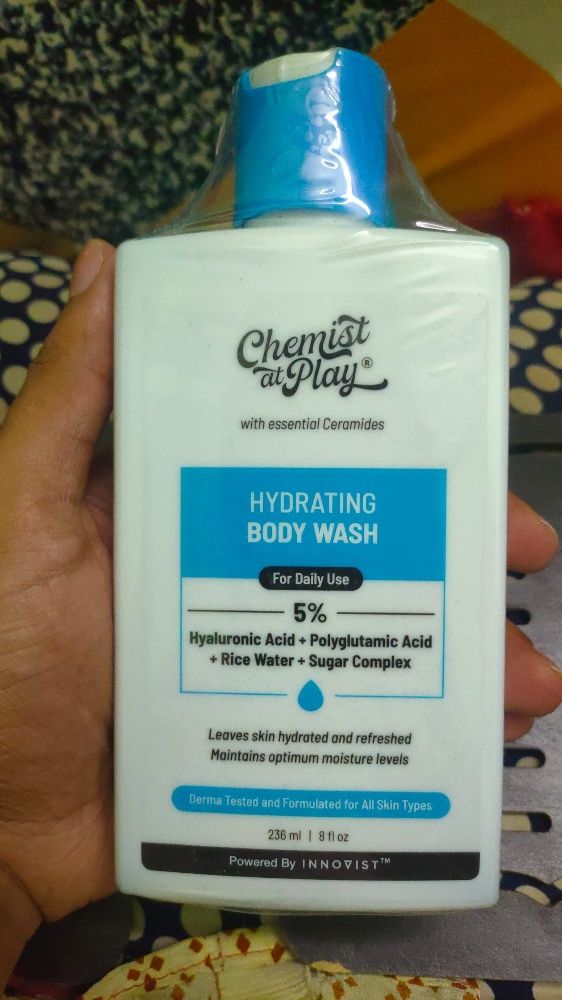 Chemist
at Play®
with essential Ceramides
HYDRATING
BODY WASH
For Daily Use
5%
Hyaluronic Acid + Polyglutamic Acid
+ Rice Water + Sugar Complex
Leaves skin hydrated and refreshed
Maintains optimum moisture levels
Derma Tested and Formulated for All Skin Types
236 ml | 8 fl oz
Powered By INNOVIST™